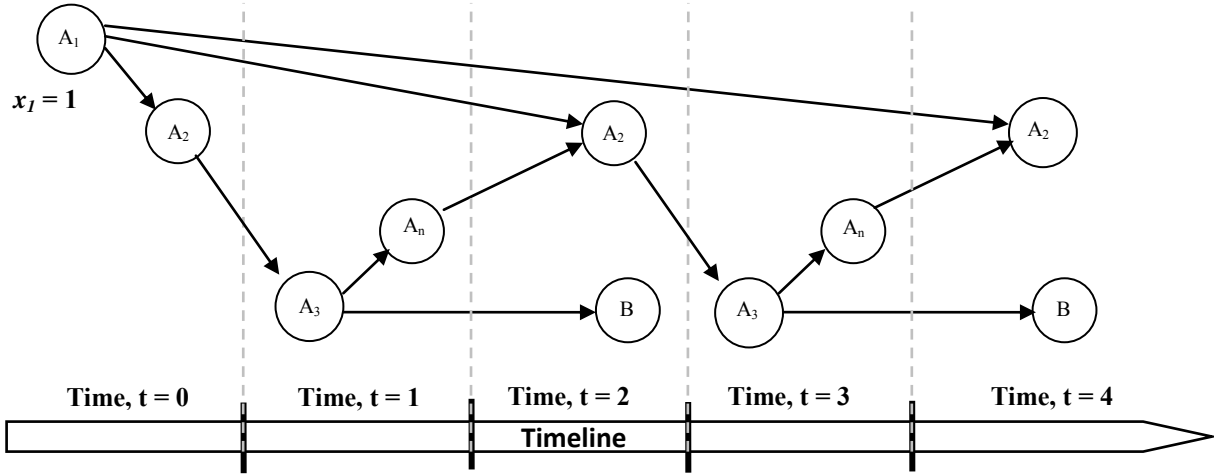 A₁
x₁ = 1
A₂
A₂
A₂
Aₙ
Aₙ
A₃
B
A₃
B
Time, t = 0
Time, t = 1
Time, t = 2
Time, t = 3
Time, t = 4
Timeline